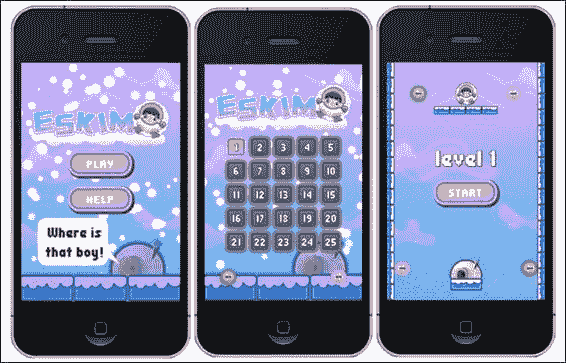 ESKIM
PLAY
HELP
Where is
that boy!
ESKIM
1 2 3 4 5
6 7 8 9 10
11 12 13 14 15
16 17 18 19 20
21 22 23 24 25
level 1
START